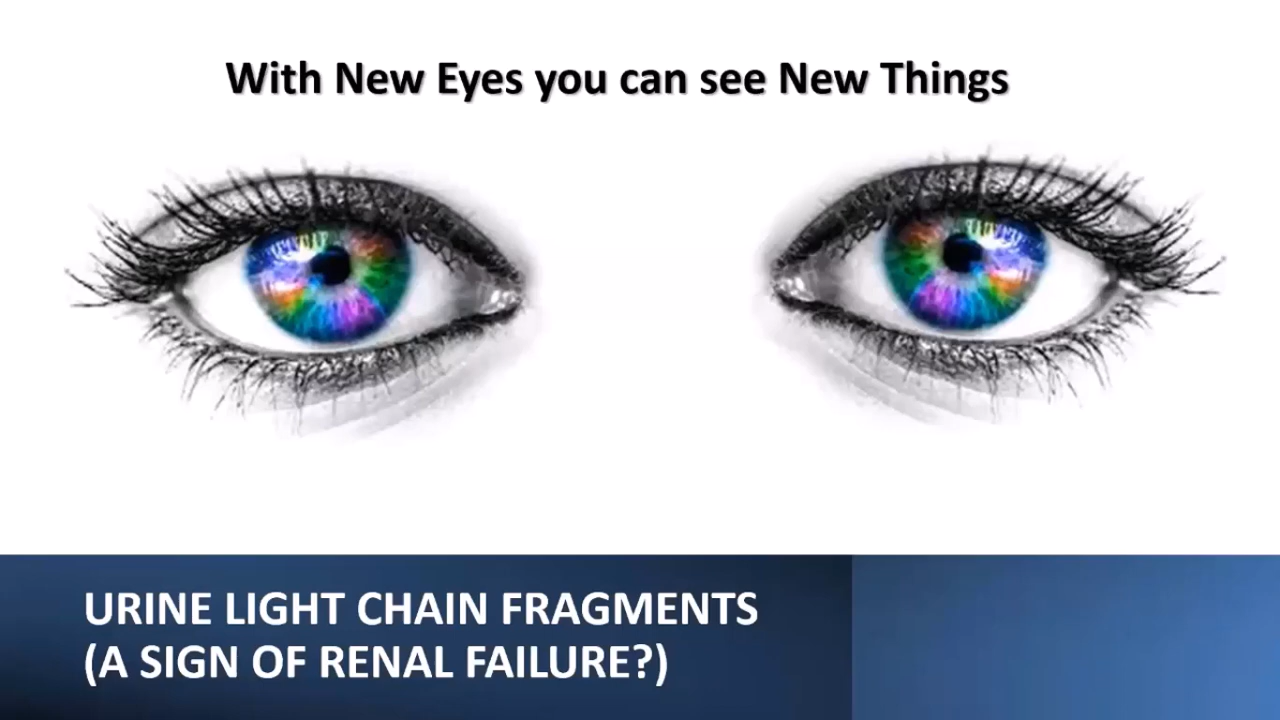 With New Eyes you can see New Things
URINE LIGHT CHAIN FRAGMENTS
(A SIGN OF RENAL FAILURE?)